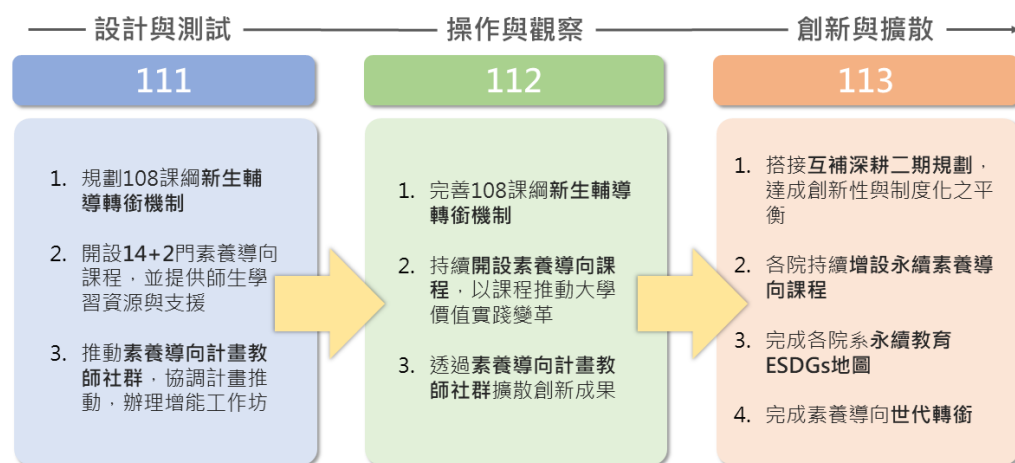 設計與測試
操作與觀察
創新與擴散
111
1. 規劃108課綱新生輔
導轉銜機制
2. 開設14+2門素養導向
課程，並提供師生學
習資源與支援
3. 推動素養導向計畫教
師社群，協調計畫推
動，辦理增能工作坊
112
1. 完善108課綱新生輔導
轉銜機制
2. 持續開設素養導向課
程，以課程推動大學
價值實踐變革
3. 透過素養導向計畫教
師社群擴散創新成果
113
1. 搭接互補深耕二期規劃，
達成創新性與制度化之平
衡
2. 各院持續增設永續素養導
向課程
3. 完成各院系永續教育
ESDGs地圖
4. 完成素養導向世代轉銜